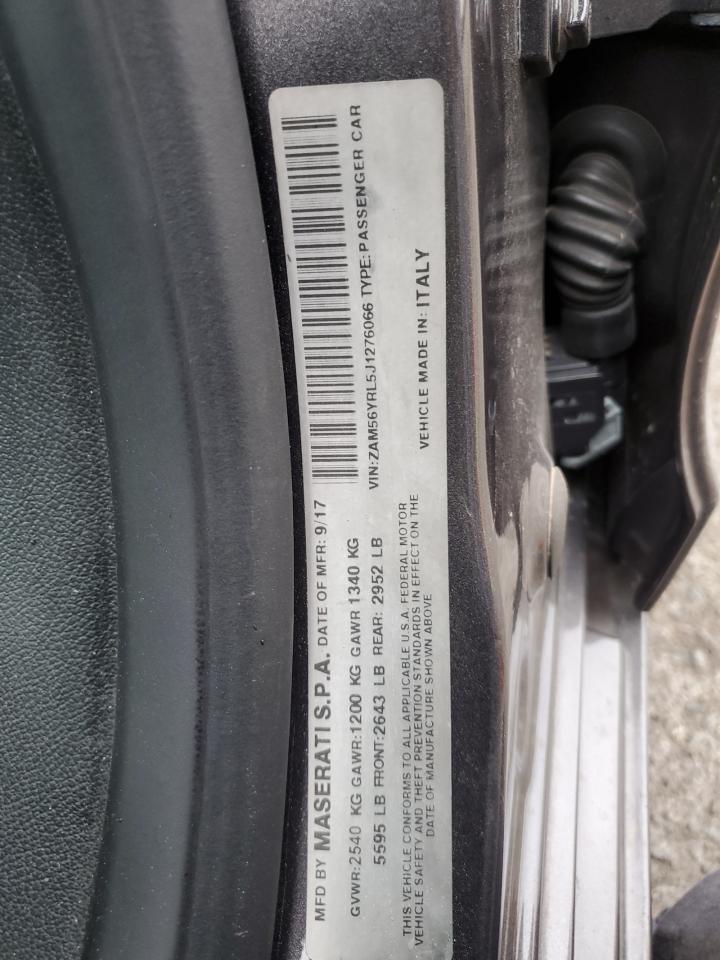 MFD BY MASERATI S.P.A. DATE OF MFR: 9/17
GVWR:2540 KG GAWR:1200 KG GAWR 1340 KG
5595 LB FRONT:2643 LB REAR: 2952 LB
VIN:ZAM56YRL5J1276066 TYPE:PASSENGER CAR
VEHICLE MADE IN: ITALY
THIS VEHICLE CONFORMS TO ALL APPLICABLE U.S.A. FEDERAL MOTOR
VEHICLE SAFETY AND THEFT PREVENTION STANDARDS IN EFFECT ON THE
DATE OF MANUFACTURE SHOWN ABOVE